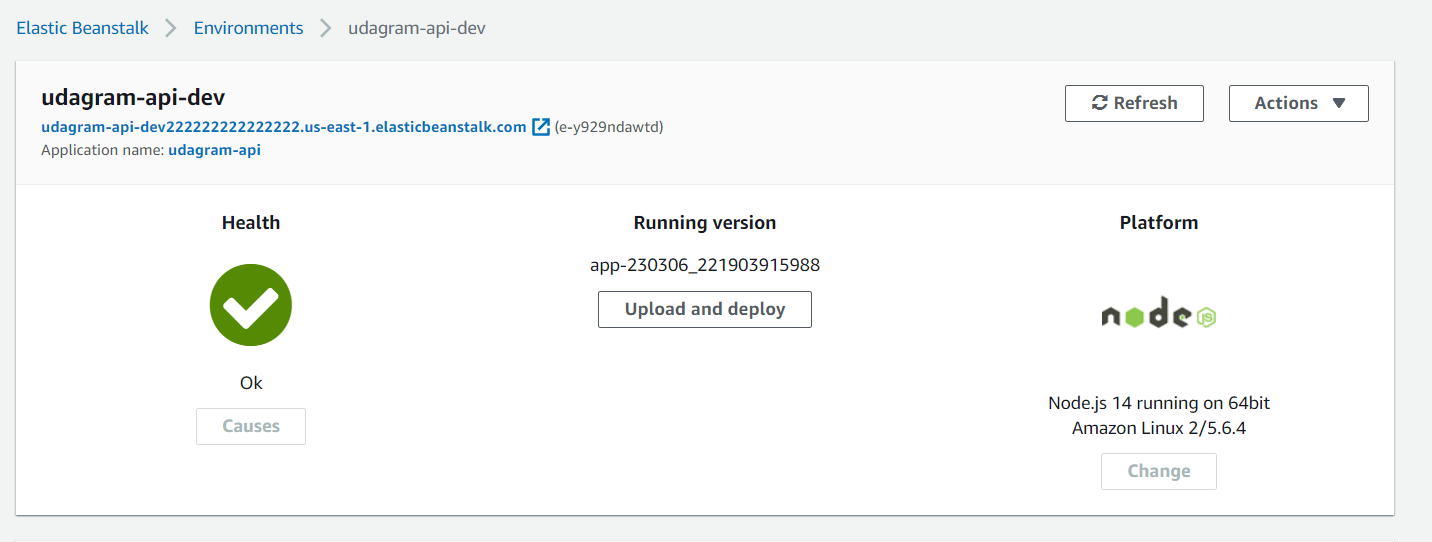 Elastic Beanstalk > Environments > udagram-api-dev
udagram-api-dev
Refresh
Actions
udagram-api-dev222222222222222.us-east-1.elasticbeanstalk.com (e-y929ndawtd)
Application name: udagram-api
Health
Running version
Platform
app-230306_221903915988
Upload and deploy
node JS
Ok
Causes
Node.js 14 running on 64bit
Amazon Linux 2/5.6.4
Change